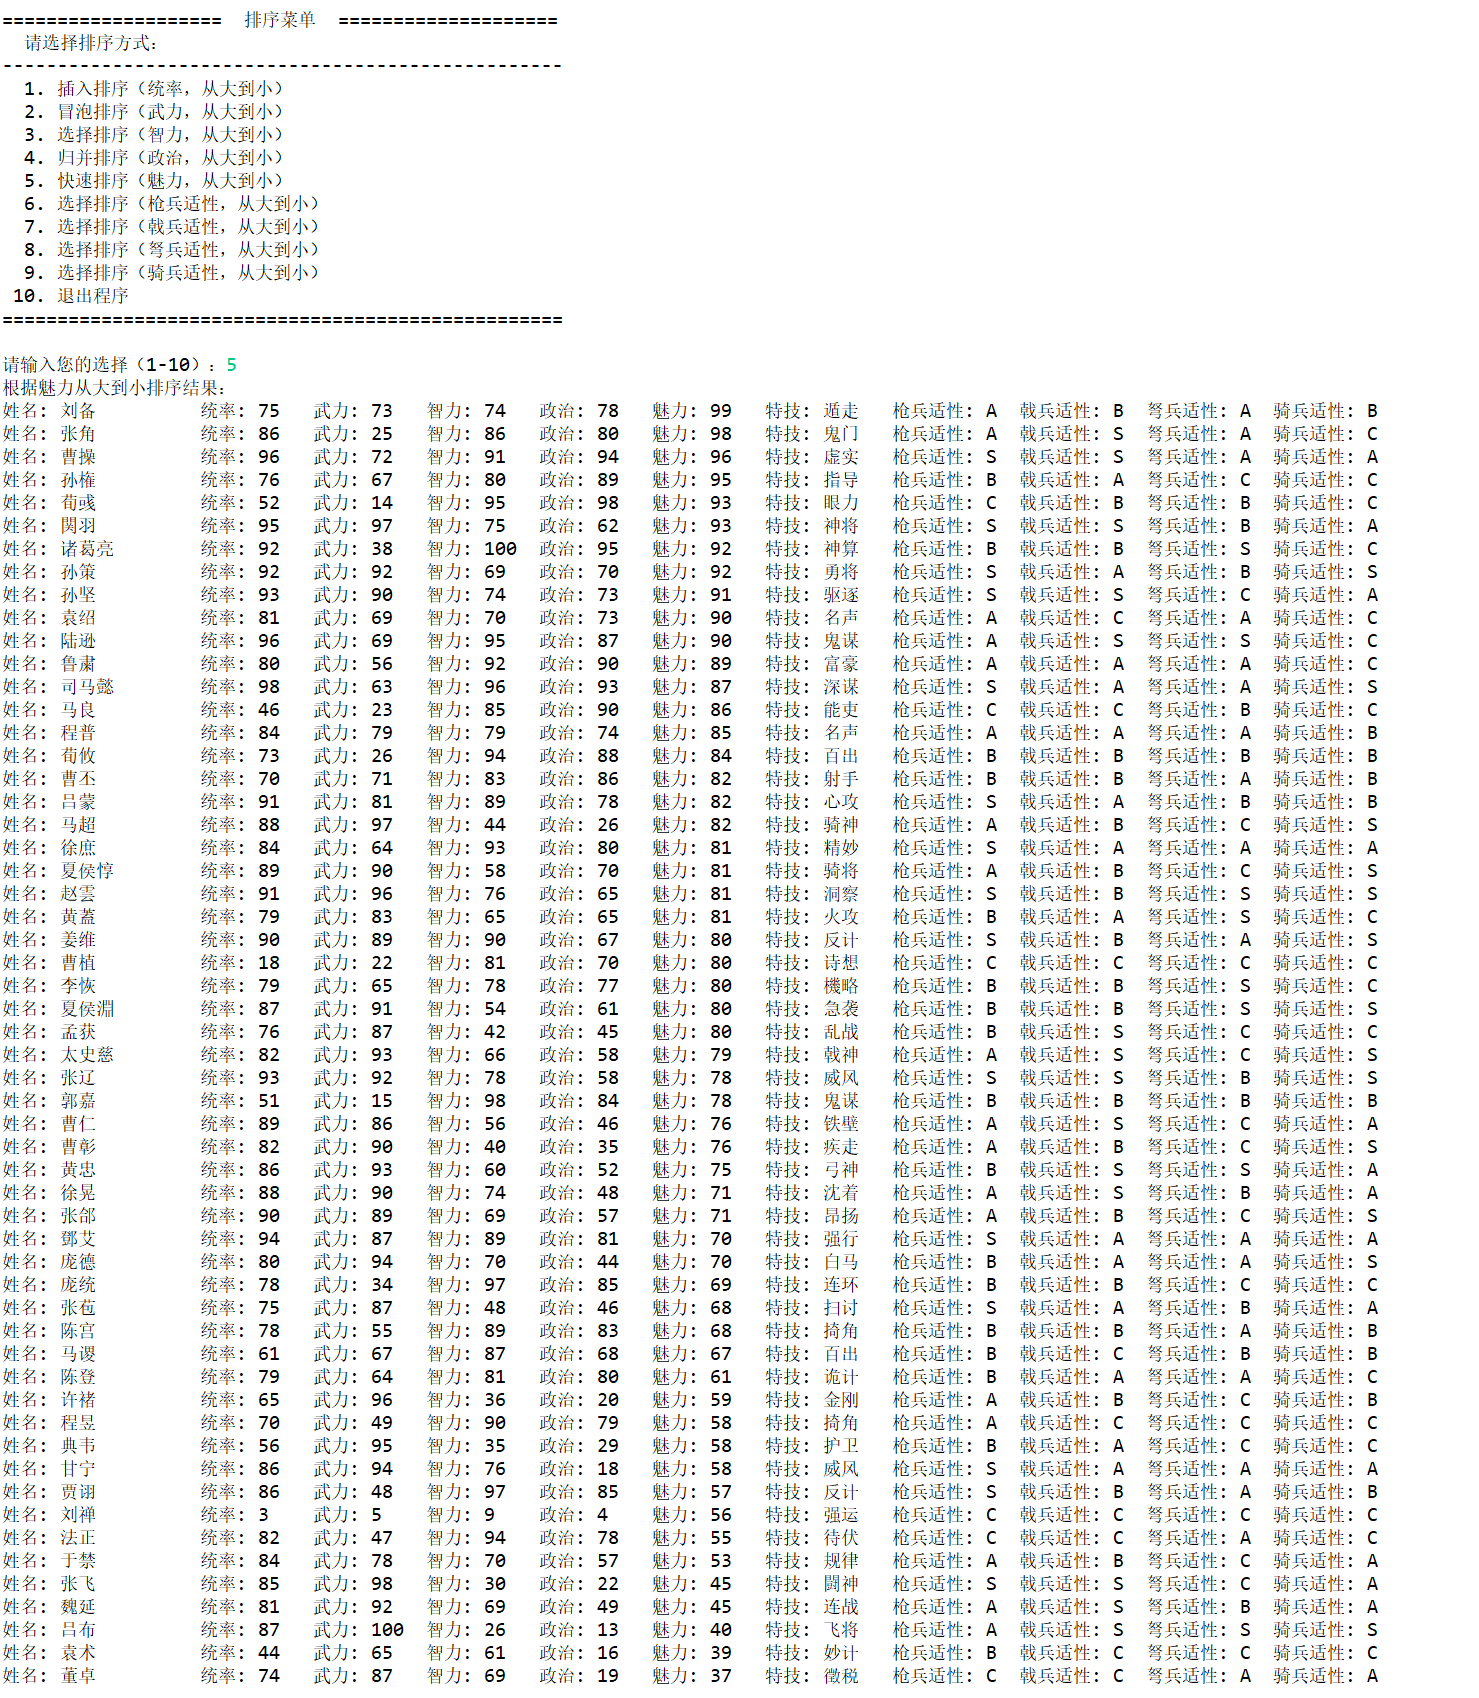 ==================== 排序菜单 ====================
请选择排序方式:
---------------------------------------------------
1. 插入排序（统率，从大到小）
2. 冒泡排序（武力，从大到小）
3. 选择排序（智力，从大到小）
4. 归并排序（政治，从大到小）
5. 快速排序（魅力，从大到小）
6. 选择排序（枪兵适性，从大到小）
7. 选择排序（戟兵适性，从大到小）
8. 选择排序（弩兵适性，从大到小）
9. 选择排序（骑兵适性，从大到小）
10. 退出程序
===================================================
请输入您的选择（1-10）: 5
根据魅力从大到小排序结果:
姓名: 刘备 统率: 75 武力: 73 智力: 74 政治: 78 魅力: 99 特技: 遁走 枪兵适性: A 戟兵适性: B 弩兵适性: A 骑兵适性: B
姓名: 张角 统率: 86 武力: 25 智力: 86 政治: 80 魅力: 98 特技: 鬼门 枪兵适性: A 戟兵适性: S 弩兵适性: A 骑兵适性: C
姓名: 曹操 统率: 96 武力: 72 智力: 91 政治: 94 魅力: 96 特技: 虚实 枪兵适性: S 戟兵适性: S 弩兵适性: A 骑兵适性: A
姓名: 孙権 统率: 76 武力: 67 智力: 80 政治: 89 魅力: 95 特技: 指导 枪兵适性: B 戟兵适性: A 弩兵适性: C 骑兵适性: C
姓名: 荀彧 统率: 52 武力: 14 智力: 95 政治: 98 魅力: 93 特技: 眼力 枪兵适性: C 戟兵适性: B 弩兵适性: B 骑兵适性: C
姓名: 関羽 统率: 95 武力: 97 智力: 75 政治: 62 魅力: 93 特技: 神将 枪兵适性: S 戟兵适性: S 弩兵适性: B 骑兵适性: A
姓名: 诸葛亮 统率: 92 武力: 38 智力: 100 政治: 95 魅力: 92 特技: 神算 枪兵适性: B 戟兵适性: B 弩兵适性: S 骑兵适性: C
姓名: 孙策 统率: 92 武力: 92 智力: 69 政治: 70 魅力: 92 特技: 勇将 枪兵适性: S 戟兵适性: A 弩兵适性: B 骑兵适性: S
姓名: 孙坚 统率: 93 武力: 90 智力: 74 政治: 73 魅力: 91 特技: 驱逐 枪兵适性: S 戟兵适性: S 弩兵适性: C 骑兵适性: A
姓名: 袁绍 统率: 81 武力: 69 智力: 70 政治: 73 魅力: 90 特技: 名声 枪兵适性: A 戟兵适性: C 弩兵适性: A 骑兵适性: C
姓名: 陆逊 统率: 96 武力: 69 智力: 95 政治: 87 魅力: 90 特技: 鬼谋 枪兵适性: A 戟兵适性: S 弩兵适性: S 骑兵适性: C
姓名: 鲁肃 统率: 80 武力: 56 智力: 92 政治: 90 魅力: 89 特技: 富豪 枪兵适性: A 戟兵适性: A 弩兵适性: A 骑兵适性: C
姓名: 司马懿 统率: 98 武力: 63 智力: 96 政治: 93 魅力: 87 特技: 深谋 枪兵适性: S 戟兵适性: A 弩兵适性: A 骑兵适性: S
姓名: 马良 统率: 46 武力: 23 智力: 85 政治: 90 魅力: 86 特技: 能吏 枪兵适性: C 戟兵适性: C 弩兵适性: B 骑兵适性: C
姓名: 程普 统率: 84 武力: 79 智力: 79 政治: 74 魅力: 85 特技: 名声 枪兵适性: A 戟兵适性: A 弩兵适性: A 骑兵适性: B
姓名: 荀攸 统率: 73 武力: 26 智力: 94 政治: 88 魅力: 84 特技: 百出 枪兵适性: B 戟兵适性: B 弩兵适性: B 骑兵适性: B
姓名: 曹丕 统率: 70 武力: 71 智力: 83 政治: 86 魅力: 82 特技: 射手 枪兵适性: B 戟兵适性: B 弩兵适性: A 骑兵适性: B
姓名: 吕蒙 统率: 91 武力: 81 智力: 89 政治: 78 魅力: 82 特技: 心攻 枪兵适性: S 戟兵适性: A 弩兵适性: B 骑兵适性: B
姓名: 马超 统率: 88 武力: 97 智力: 44 政治: 26 魅力: 82 特技: 骑神 枪兵适性: A 戟兵适性: B 弩兵适性: C 骑兵适性: S
姓名: 徐庶 统率: 84 武力: 64 智力: 93 政治: 80 魅力: 81 特技: 精妙 枪兵适性: S 戟兵适性: A 弩兵适性: A 骑兵适性: A
姓名: 夏侯惇 统率: 89 武力: 90 智力: 58 政治: 70 魅力: 81 特技: 骑将 枪兵适性: A 戟兵适性: B 弩兵适性: C 骑兵适性: S
姓名: 赵雲 统率: 91 武力: 96 智力: 76 政治: 65 魅力: 81 特技: 洞察 枪兵适性: S 戟兵适性: B 弩兵适性: S 骑兵适性: S
姓名: 黄蓋 统率: 79 武力: 83 智力: 65 政治: 65 魅力: 81 特技: 火攻 枪兵适性: B 戟兵适性: A 弩兵适性: S 骑兵适性: C
姓名: 姜维 统率: 90 武力: 89 智力: 90 政治: 67 魅力: 80 特技: 反计 枪兵适性: S 戟兵适性: B 弩兵适性: A 骑兵适性: S
姓名: 曹植 统率: 18 武力: 22 智力: 81 政治: 70 魅力: 80 特技: 诗想 枪兵适性: C 戟兵适性: C 弩兵适性: C 骑兵适性: C
姓名: 李恢 统率: 79 武力: 65 智力: 78 政治: 77 魅力: 80 特技: 機略 枪兵适性: B 戟兵适性: B 弩兵适性: S 骑兵适性: C
姓名: 夏侯淵 统率: 87 武力: 91 智力: 54 政治: 61 魅力: 80 特技: 急袭 枪兵适性: B 戟兵适性: B 弩兵适性: S 骑兵适性: S
姓名: 孟获 统率: 76 武力: 87 智力: 42 政治: 45 魅力: 80 特技: 乱战 枪兵适性: B 戟兵适性: S 弩兵适性: C 骑兵适性: C
姓名: 太史慈 统率: 82 武力: 93 智力: 66 政治: 58 魅力: 79 特技: 戟神 枪兵适性: A 戟兵适性: S 弩兵适性: C 骑兵适性: S
姓名: 张辽 统率: 93 武力: 92 智力: 78 政治: 58 魅力: 78 特技: 威风 枪兵适性: S 戟兵适性: S 弩兵适性: B 骑兵适性: S
姓名: 郭嘉 统率: 51 武力: 15 智力: 98 政治: 84 魅力: 78 特技: 鬼谋 枪兵适性: B 戟兵适性: B 弩兵适性: B 骑兵适性: B
姓名: 曹仁 统率: 89 武力: 86 智力: 56 政治: 46 魅力: 76 特技: 铁壁 枪兵适性: A 戟兵适性: S 弩兵适性: C 骑兵适性: A
姓名: 曹彰 统率: 82 武力: 90 智力: 40 政治: 35 魅力: 76 特技: 疾走 枪兵适性: A 戟兵适性: B 弩兵适性: C 骑兵适性: S
姓名: 黄忠 统率: 86 武力: 93 智力: 60 政治: 52 魅力: 75 特技: 弓神 枪兵适性: B 戟兵适性: S 弩兵适性: S 骑兵适性: A
姓名: 徐晃 统率: 88 武力: 90 智力: 74 政治: 48 魅力: 71 特技: 沈着 枪兵适性: A 戟兵适性: S 弩兵适性: B 骑兵适性: A
姓名: 张郃 统率: 90 武力: 89 智力: 69 政治: 57 魅力: 71 特技: 昂扬 枪兵适性: A 戟兵适性: B 弩兵适性: C 骑兵适性: S
姓名: 鄧艾 统率: 94 武力: 87 智力: 89 政治: 81 魅力: 70 特技: 强行 枪兵适性: S 戟兵适性: A 弩兵适性: A 骑兵适性: A
姓名: 庞德 统率: 80 武力: 94 智力: 70 政治: 44 魅力: 70 特技: 白马 枪兵适性: B 戟兵适性: A 弩兵适性: A 骑兵适性: S
姓名: 庞统 统率: 78 武力: 34 智力: 97 政治: 85 魅力: 69 特技: 连环 枪兵适性: B 戟兵适性: B 弩兵适性: C 骑兵适性: C
姓名: 张苞 统率: 75 武力: 87 智力: 48 政治: 46 魅力: 68 特技: 扫讨 枪兵适性: S 戟兵适性: A 弩兵适性: B 骑兵适性: A
姓名: 陈宫 统率: 78 武力: 55 智力: 89 政治: 83 魅力: 68 特技: 掎角 枪兵适性: B 戟兵适性: B 弩兵适性: A 骑兵适性: B
姓名: 马谡 统率: 61 武力: 67 智力: 87 政治: 68 魅力: 67 特技: 百出 枪兵适性: B 戟兵适性: C 弩兵适性: B 骑兵适性: B
姓名: 陈登 统率: 79 武力: 64 智力: 81 政治: 80 魅力: 61 特技: 诡计 枪兵适性: B 戟兵适性: A 弩兵适性: A 骑兵适性: C
姓名: 许褚 统率: 65 武力: 96 智力: 36 政治: 20 魅力: 59 特技: 金刚 枪兵适性: A 戟兵适性: B 弩兵适性: C 骑兵适性: B
姓名: 程昱 统率: 70 武力: 49 智力: 90 政治: 79 魅力: 58 特技: 掎角 枪兵适性: A 戟兵适性: C 弩兵适性: C 骑兵适性: C
姓名: 典韦 统率: 56 武力: 95 智力: 35 政治: 29 魅力: 58 特技: 护卫 枪兵适性: B 戟兵适性: A 弩兵适性: C 骑兵适性: C
姓名: 甘宁 统率: 86 武力: 94 智力: 76 政治: 18 魅力: 58 特技: 威风 枪兵适性: S 戟兵适性: A 弩兵适性: A 骑兵适性: A
姓名: 贾诩 统率: 86 武力: 48 智力: 97 政治: 85 魅力: 57 特技: 反计 枪兵适性: S 戟兵适性: B 弩兵适性: A 骑兵适性: B
姓名: 刘禅 统率: 3 武力: 5 智力: 9 政治: 4 魅力: 56 特技: 强运 枪兵适性: C 戟兵适性: C 弩兵适性: C 骑兵适性: C
姓名: 法正 统率: 82 武力: 47 智力: 94 政治: 78 魅力: 55 特技: 待伏 枪兵适性: C 戟兵适性: C 弩兵适性: A 骑兵适性: C
姓名: 于禁 统率: 84 武力: 78 智力: 70 政治: 57 魅力: 53 特技: 规律 枪兵适性: A 戟兵适性: B 弩兵适性: C 骑兵适性: A
姓名: 张飞 统率: 85 武力: 98 智力: 30 政治: 22 魅力: 45 特技: 闘神 枪兵适性: S 戟兵适性: S 弩兵适性: C 骑兵适性: A
姓名: 魏延 统率: 81 武力: 92 智力: 69 政治: 49 魅力: 45 特技: 连战 枪兵适性: A 戟兵适性: S 弩兵适性: B 骑兵适性: A
姓名: 吕布 统率: 87 武力: 100 智力: 26 政治: 13 魅力: 40 特技: 飞将 枪兵适性: A 戟兵适性: S 弩兵适性: S 骑兵适性: S
姓名: 袁术 统率: 44 武力: 65 智力: 61 政治: 16 魅力: 39 特技: 妙计 枪兵适性: B 戟兵适性: C 弩兵适性: C 骑兵适性: C
姓名: 董卓 统率: 74 武力: 87 智力: 69 政治: 19 魅力: 37 特技: 徴税 枪兵适性: C 戟兵适性: C 弩兵适性: A 骑兵适性: A